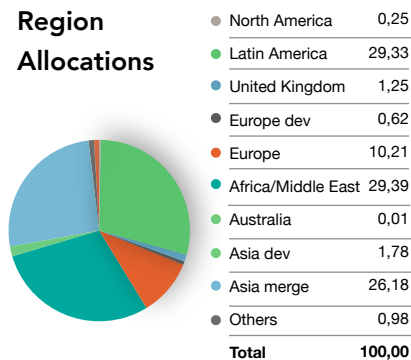 Region
Allocations
North America 0,25
Latin America 29,33
United Kingdom 1,25
Europe dev 0,62
Europe 10,21
Africa/Middle East 29,39
Australia 0,01
Asia dev 1,78
Asia merge 26,18
Others 0,98
Total 100,00